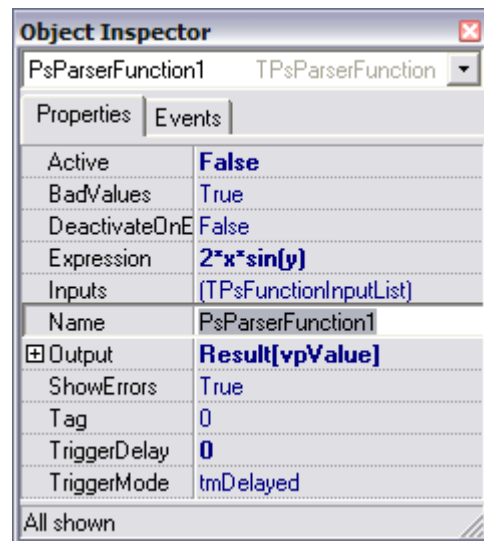 Object Inspector
PsParserFunction1 TPsParserFunction
Properties Events
Active False
BadValues True
DeactivateOnE False
Expression 2*x*sin(y)
Inputs (TPsFunctionInputList)
Name PsParserFunction1
Output Result[vpValue]
ShowErrors True
Tag 0
TriggerDelay 0
TriggerMode tmDelayed
All shown